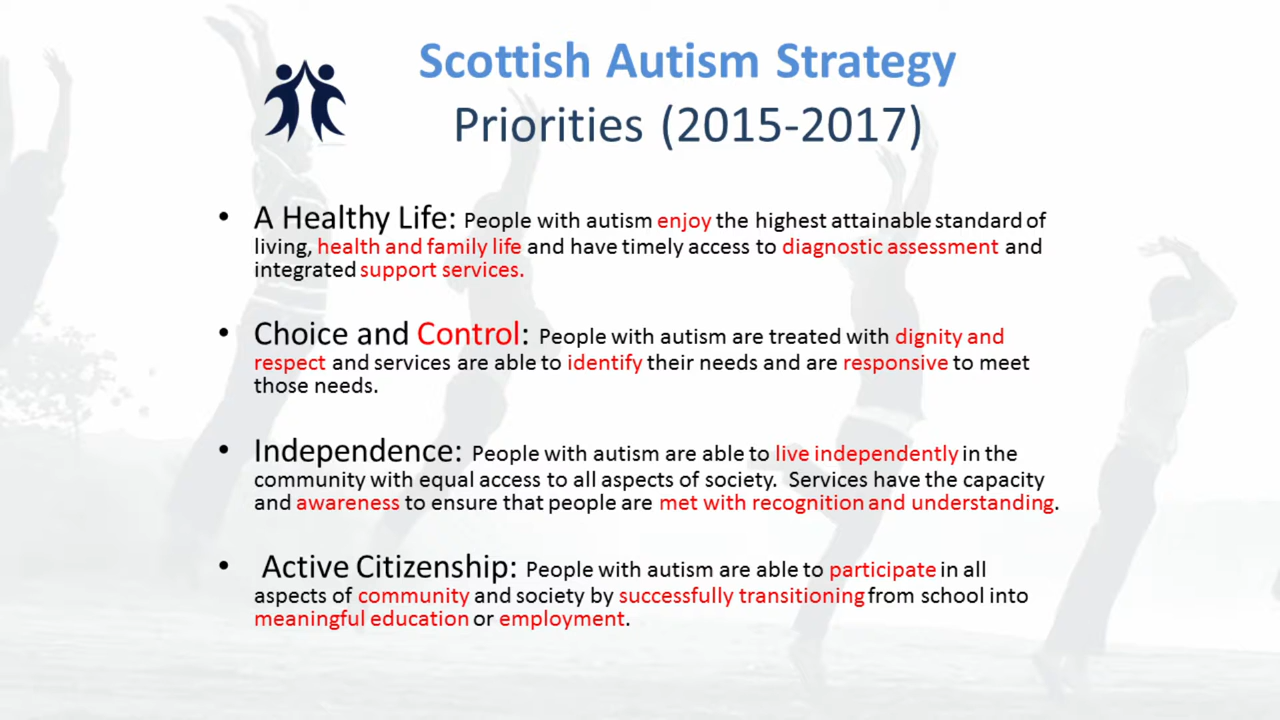 Scottish Autism Strategy
Priorities (2015-2017)
• A Healthy Life: People with autism enjoy the highest attainable standard of
living, health and family life and have timely access to diagnostic assessment and
integrated support services.
• Choice and Control: People with autism are treated with dignity and
respect and services are able to identify their needs and are responsive to meet
those needs.
• Independence: People with autism are able to live independently in the
community with equal access to all aspects of society. Services have the capacity
and awareness to ensure that people are met with recognition and understanding.
• Active Citizenship: People with autism are able to participate in all
aspects of community and society by successfully transitioning from school into
meaningful education or employment.